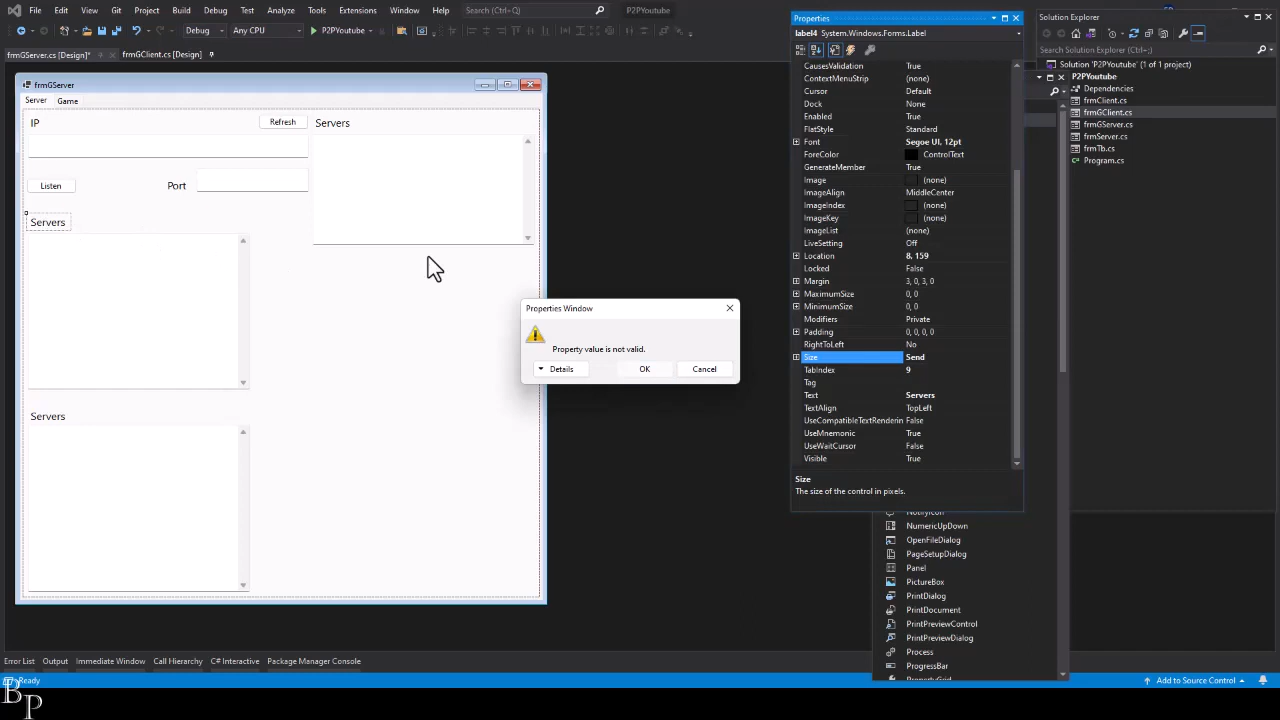 File Edit View Git Project Build Debug Test Analyze Tools Extensions Window Help Search (Ctrl+Q) P2PYoutube
Debug Any CPU P2PYoutube
frmGServer.cs [Design]* frmGClient.cs [Design]
frmGServer
Server Game
IP Refresh Servers
Listen Port
Servers
Servers
Properties Window
Property value is not valid.
Details OK Cancel
Properties
label4 System.Windows.Forms.Label
CausesValidation True
ContextMenuStrip
Cursor Default
Dock None
Enabled True
FlatStyle Standard
Font Segoe UI, 12pt
ForeColor ControlText
GenerateMember True
Image (none)
ImageAlign MiddleCenter
ImageIndex (none)
ImageKey (none)
ImageList (none)
LiveSetting Off
Location 8, 159
Locked False
Margin 3, 0, 3, 0
MaximumSize 0, 0
MinimumSize 0, 0
Modifiers Private
Padding 0, 0, 0, 0
RightToLeft No
Size Send
TabIndex 9
Tag
Text Servers
TextAlign TopLeft
UseCompatibleTextRenderin False
UseMnemonic True
UseWaitCursor False
Visible True
Size
The size of the control in pixels.
Solution Explorer
Search Solution Explorer (Ctrl+;)
Solution 'P2PYoutube' (1 of 1 project)
P2PYoutube
Dependencies
frmClient.cs
frmGClient.cs
frmGServer.cs
frmServer.cs
frmTb.cs
Program.cs
NotifyIcon
NumericUpDown
OpenFileDialog
PageSetupDialog
Panel
PictureBox
PrintDialog
PrintDocument
PrintPreviewControl
PrintPreviewDialog
Process
ProgressBar
PropertyGrid
Error List Output Immediate Window Call Hierarchy C# Interactive Package Manager Console
Ready Add to Source Control
B
P